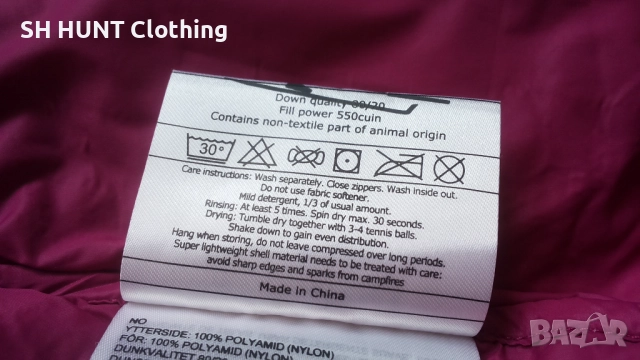 SH HUNT Clothing
Down quality 80/20
Fill power 550cuin
Contains non-textile part of animal origin
30°
Care instructions: Wash separately. Close zippers. Wash inside out.
Do not use fabric softener.
Mild detergent, 1/3 of usual amount.
Rinsing: At least 5 times. Spin dry max. 30 seconds.
Drying: Tumble dry together with 3-4 tennis balls.
Shake down to gain even distribution.
Hang when storing, do not leave compressed over long periods.
Super lightweight shell material needs to be treated with care:
avoid sharp edges and sparks from campfires
Made in China
NO
YTTERSIDE: 100% POLYAMID (NYLON)
FÓR: 100% POLYAMID (NYLON)
DUNKVALITET 80/20
BAZAR